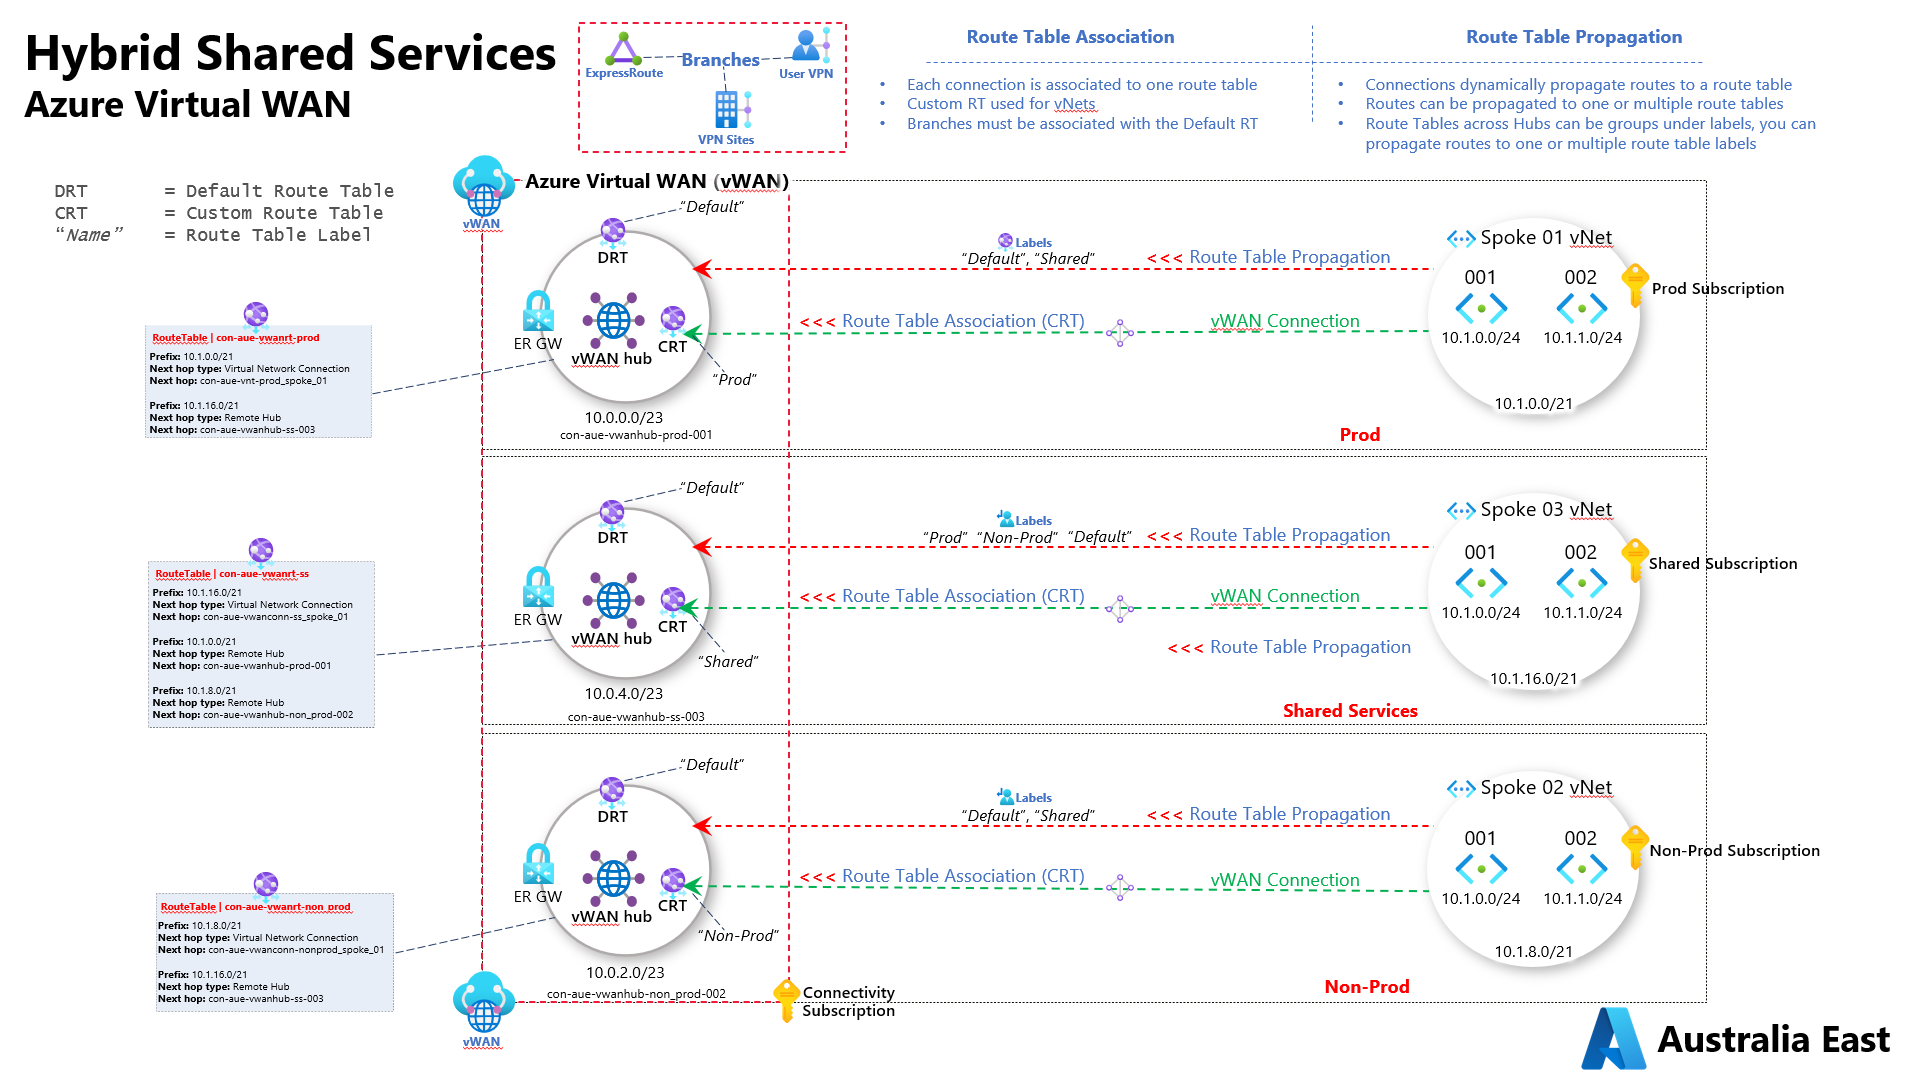 Hybrid Shared Services
Azure Virtual WAN
ExpressRoute
Branches
User VPN
VPN Sites
Route Table Association
• Each connection is associated to one route table
• Custom RT used for vNets
• Branches must be associated with the Default RT
Route Table Propagation
• Connections dynamically propagate routes to a route table
• Routes can be propagated to one or multiple route tables
• Route Tables across Hubs can be groups under labels, you can
propagate routes to one or multiple route table labels
DRT = Default Route Table
CRT = Custom Route Table
“Name” = Route Table Label
vWAN
Azure Virtual WAN (vWAN)
“Default”
DRT
ER GW
vWAN hub
CRT
“Prod”
10.0.0.0/23
con-aue-vwanhub-prod-001
Labels
“Default”, “Shared”
<<< Route Table Propagation
<<< Route Table Association (CRT)
vWAN Connection
Spoke 01 vNet
001
002
10.1.0.0/24
10.1.1.0/24
10.1.0.0/21
Prod Subscription
Prod
RouteTable | con-aue-vwanrt-prod
Prefix: 10.1.0.0/21
Next hop type: Virtual Network Connection
Next hop: con-aue-vnt-prod_spoke_01
Prefix: 10.1.16.0/21
Next hop type: Remote Hub
Next hop: con-aue-vwanhub-ss-003
“Default”
DRT
ER GW
vWAN hub
CRT
“Shared”
10.0.4.0/23
con-aue-vwanhub-ss-003
Labels
“Prod” “Non-Prod” “Default”
<<< Route Table Propagation
<<< Route Table Association (CRT)
vWAN Connection
<<< Route Table Propagation
Spoke 03 vNet
001
002
10.1.0.0/24
10.1.1.0/24
10.1.16.0/21
Shared Subscription
Shared Services
RouteTable | con-aue-vwanrt-ss
Prefix: 10.1.16.0/21
Next hop type: Virtual Network Connection
Next hop: con-aue-vwanconn-ss_spoke_01
Prefix: 10.1.0.0/21
Next hop type: Remote Hub
Next hop: con-aue-vwanhub-prod-001
Prefix: 10.1.8.0/21
Next hop type: Remote Hub
Next hop: con-aue-vwanhub-non_prod-002
“Default”
DRT
ER GW
vWAN hub
CRT
“Non-Prod”
10.0.2.0/23
con-aue-vwanhub-non_prod-002
Labels
“Default”, “Shared”
<<< Route Table Propagation
<<< Route Table Association (CRT)
vWAN Connection
Spoke 02 vNet
001
002
10.1.0.0/24
10.1.1.0/24
10.1.8.0/21
Non-Prod Subscription
Non-Prod
RouteTable | con-aue-vwanrt-non_prod
Prefix: 10.1.8.0/21
Next hop type: Virtual Network Connection
Next hop: con-aue-vwanconn-nonprod_spoke_01
Prefix: 10.1.16.0/21
Next hop type: Remote Hub
Next hop: con-aue-vwanhub-ss-003
vWAN
Connectivity
Subscription
Australia East